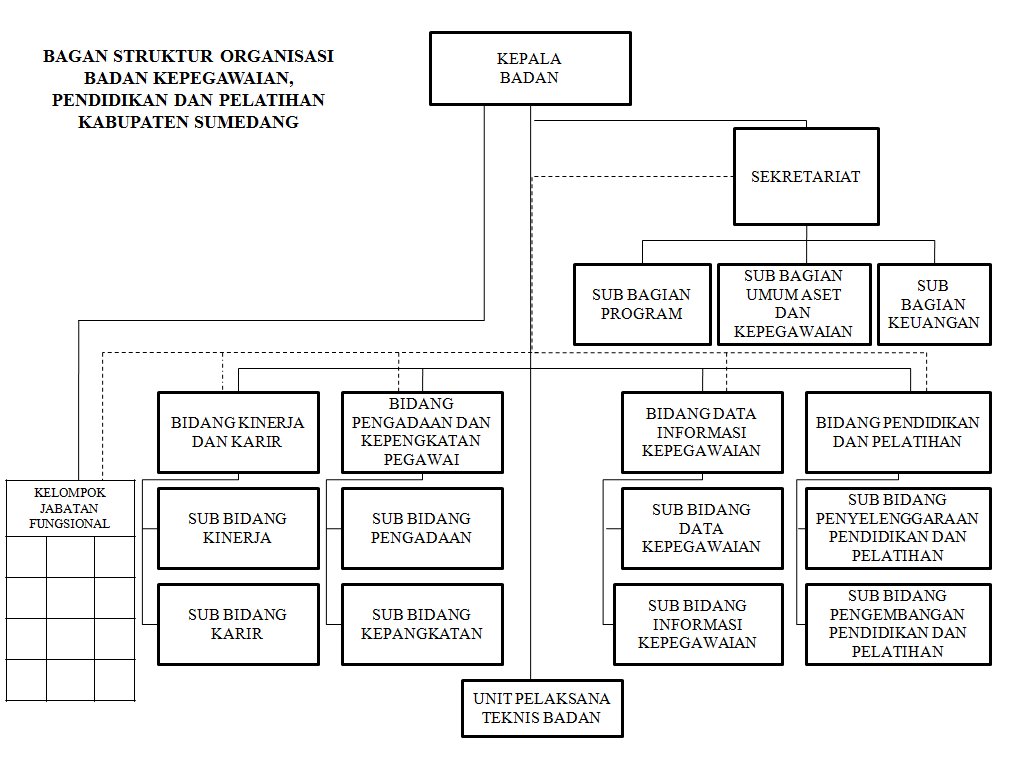 BAGAN STRUKTUR ORGANISASI
BADAN KEPEGAWAIAN,
PENDIDIKAN DAN PELATIHAN
KABUPATEN SUMEDANG
KEPALA
BADAN
SEKRETARIAT
SUB BAGIAN
PROGRAM
SUB BAGIAN
UMUM ASET
DAN
KEPEGAWAIAN
SUB
BAGIAN
KEUANGAN
BIDANG KINERJA
DAN KARIR
BIDANG
PENGADAAN DAN
KEPENGKATAN
PEGAWAI
BIDANG DATA
INFORMASI
KEPEGAWAIAN
BIDANG PENDIDIKAN
DAN PELATIHAN
KELOMPOK
JABATAN
FUNGSIONAL
SUB BIDANG
KINERJA
SUB BIDANG
PENGADAAN
SUB BIDANG
DATA
KEPEGAWAIAN
SUB BIDANG
PENYELENGGARAAN
PENDIDIKAN DAN
PELATIHAN
SUB BIDANG
KARIR
SUB BIDANG
KEPANGKATAN
SUB BIDANG
INFORMASI
KEPEGAWAIAN
SUB BIDANG
PENGEMBANGAN
PENDIDIKAN DAN
PELATIHAN
UNIT PELAKSANA
TEKNIS BADAN